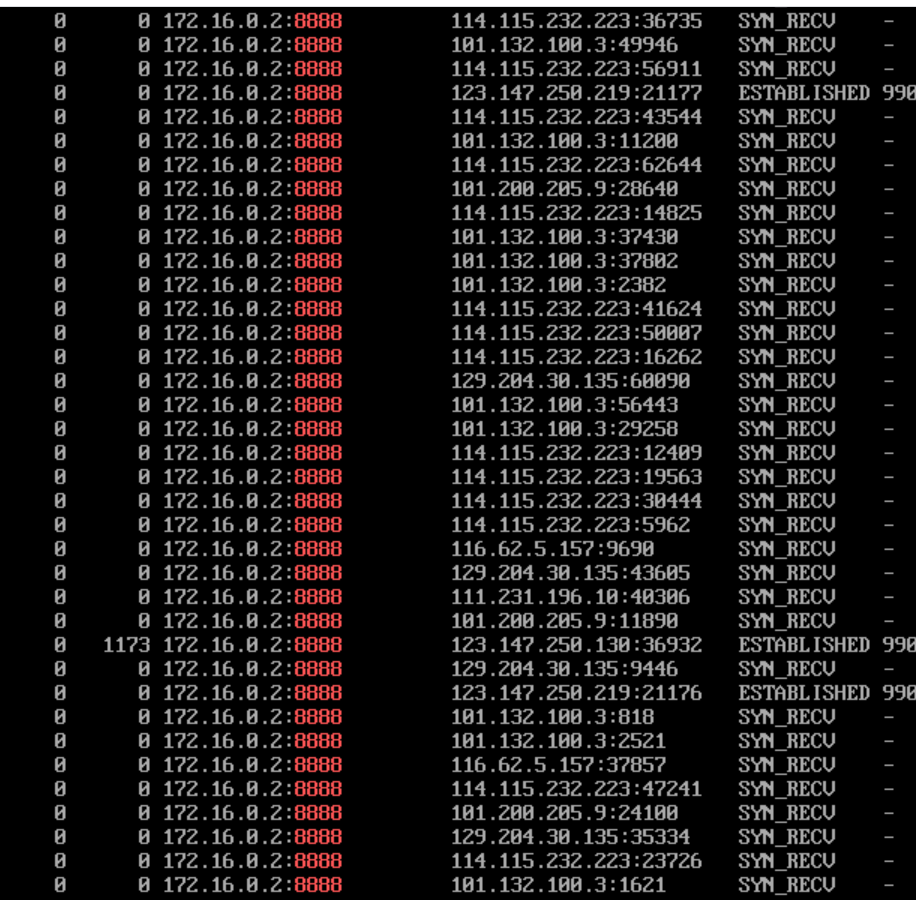 0 0 172.16.0.2:8888 114.115.232.223:36735 SYN_RECV -
0 0 172.16.0.2:8888 101.132.100.3:49946 SYN_RECV -
0 0 172.16.0.2:8888 114.115.232.223:56911 SYN_RECV -
0 0 172.16.0.2:8888 123.147.250.219:21177 ESTABLISHED 990
0 0 172.16.0.2:8888 114.115.232.223:43544 SYN_RECV -
0 0 172.16.0.2:8888 101.132.100.3:11200 SYN_RECV -
0 0 172.16.0.2:8888 114.115.232.223:62644 SYN_RECV -
0 0 172.16.0.2:8888 101.200.205.9:28640 SYN_RECV -
0 0 172.16.0.2:8888 114.115.232.223:14825 SYN_RECV -
0 0 172.16.0.2:8888 101.132.100.3:37430 SYN_RECV -
0 0 172.16.0.2:8888 101.132.100.3:37802 SYN_RECV -
0 0 172.16.0.2:8888 101.132.100.3:2382 SYN_RECV -
0 0 172.16.0.2:8888 114.115.232.223:41624 SYN_RECV -
0 0 172.16.0.2:8888 114.115.232.223:50007 SYN_RECV -
0 0 172.16.0.2:8888 114.115.232.223:16262 SYN_RECV -
0 0 172.16.0.2:8888 129.204.30.135:60090 SYN_RECV -
0 0 172.16.0.2:8888 101.132.100.3:56443 SYN_RECV -
0 0 172.16.0.2:8888 101.132.100.3:29258 SYN_RECV -
0 0 172.16.0.2:8888 114.115.232.223:12409 SYN_RECV -
0 0 172.16.0.2:8888 114.115.232.223:19563 SYN_RECV -
0 0 172.16.0.2:8888 114.115.232.223:30444 SYN_RECV -
0 0 172.16.0.2:8888 114.115.232.223:5962 SYN_RECV -
0 0 172.16.0.2:8888 116.62.5.157:9690 SYN_RECV -
0 0 172.16.0.2:8888 129.204.30.135:43605 SYN_RECV -
0 0 172.16.0.2:8888 111.231.196.10:40306 SYN_RECV -
0 0 172.16.0.2:8888 101.200.205.9:11890 SYN_RECV -
0 1173 172.16.0.2:8888 123.147.250.130:36932 ESTABLISHED 990
0 0 172.16.0.2:8888 129.204.30.135:9446 SYN_RECV -
0 0 172.16.0.2:8888 123.147.250.219:21176 ESTABLISHED 990
0 0 172.16.0.2:8888 101.132.100.3:818 SYN_RECV -
0 0 172.16.0.2:8888 101.132.100.3:2521 SYN_RECV -
0 0 172.16.0.2:8888 116.62.5.157:37857 SYN_RECV -
0 0 172.16.0.2:8888 114.115.232.223:47241 SYN_RECV -
0 0 172.16.0.2:8888 101.200.205.9:24100 SYN_RECV -
0 0 172.16.0.2:8888 129.204.30.135:35334 SYN_RECV -
0 0 172.16.0.2:8888 114.115.232.223:23726 SYN_RECV -
0 0 172.16.0.2:8888 101.132.100.3:1621 SYN_RECV -